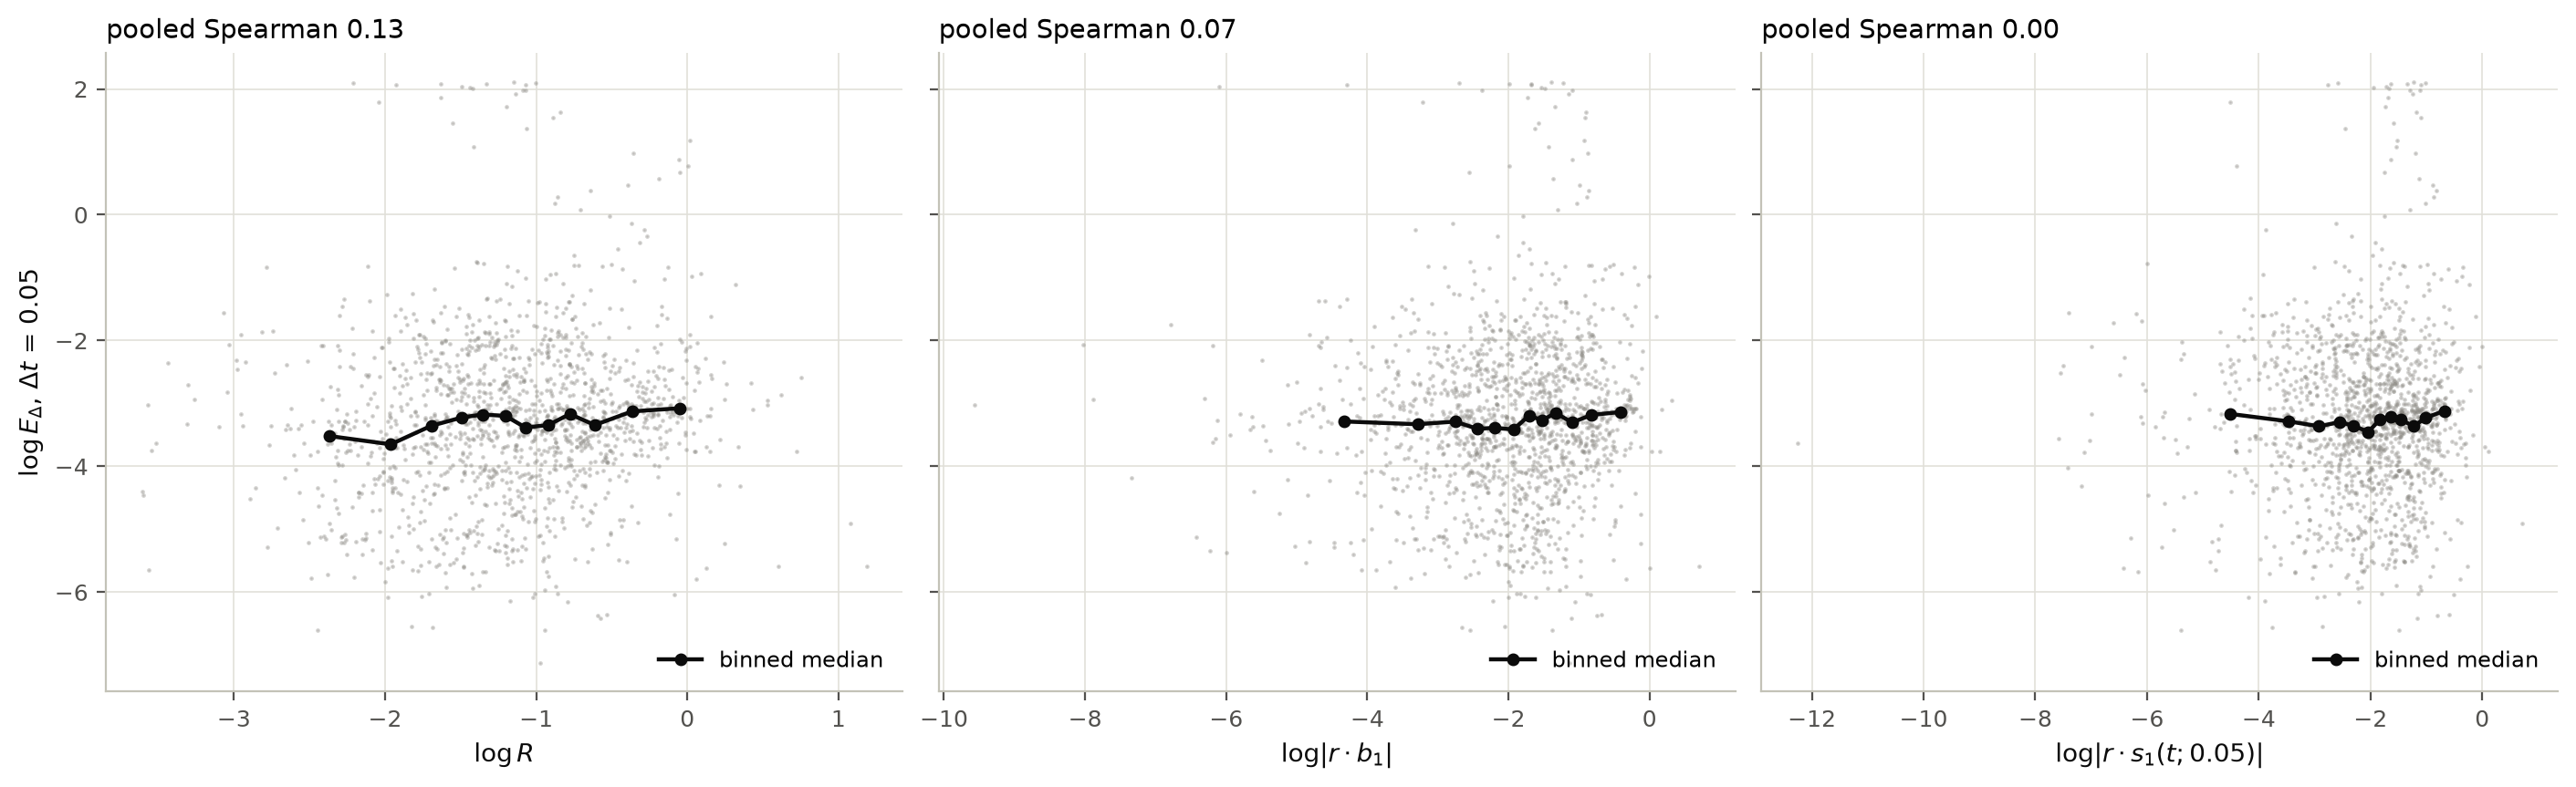 pooled Spearman 0.13
pooled Spearman 0.07
pooled Spearman 0.00
log E_Δ, Δt = 0.05
2
0
−2
−4
−6
binned median
binned median
binned median
−3 −2 −1 0 1
−10 −8 −6 −4 −2 0
−12 −10 −8 −6 −4 −2 0
log R
log|r · b₁|
log|r · s₁(t; 0.05)|